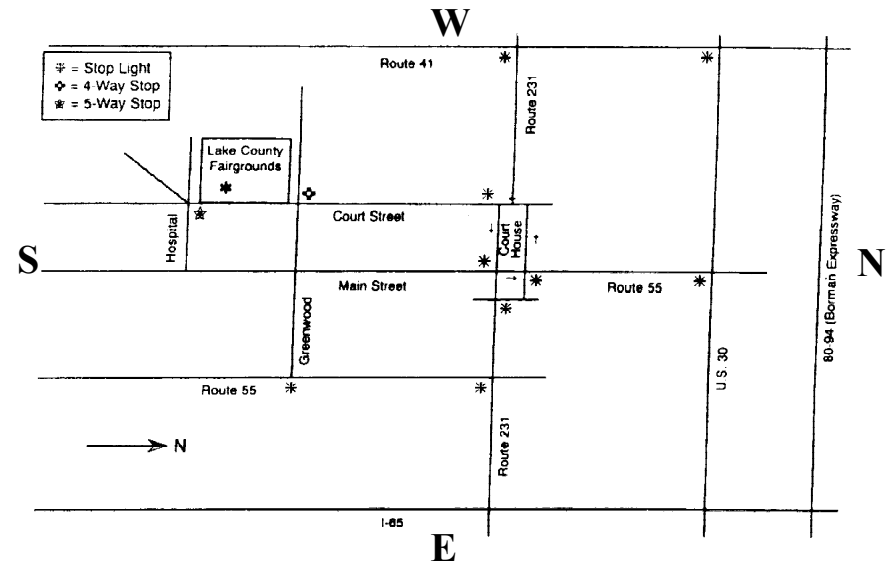 W
✳ = Stop Light
✥ = 4-Way Stop
☆ = 5-Way Stop
Route 41
Route 231
Lake County
Fairgrounds
Court Street
Hospital
Court
House
S
N
Main Street
Route 55
80-94 (Borman Expressway)
Greenwood
U.S. 30
Route 55
N
Route 231
I-65
E